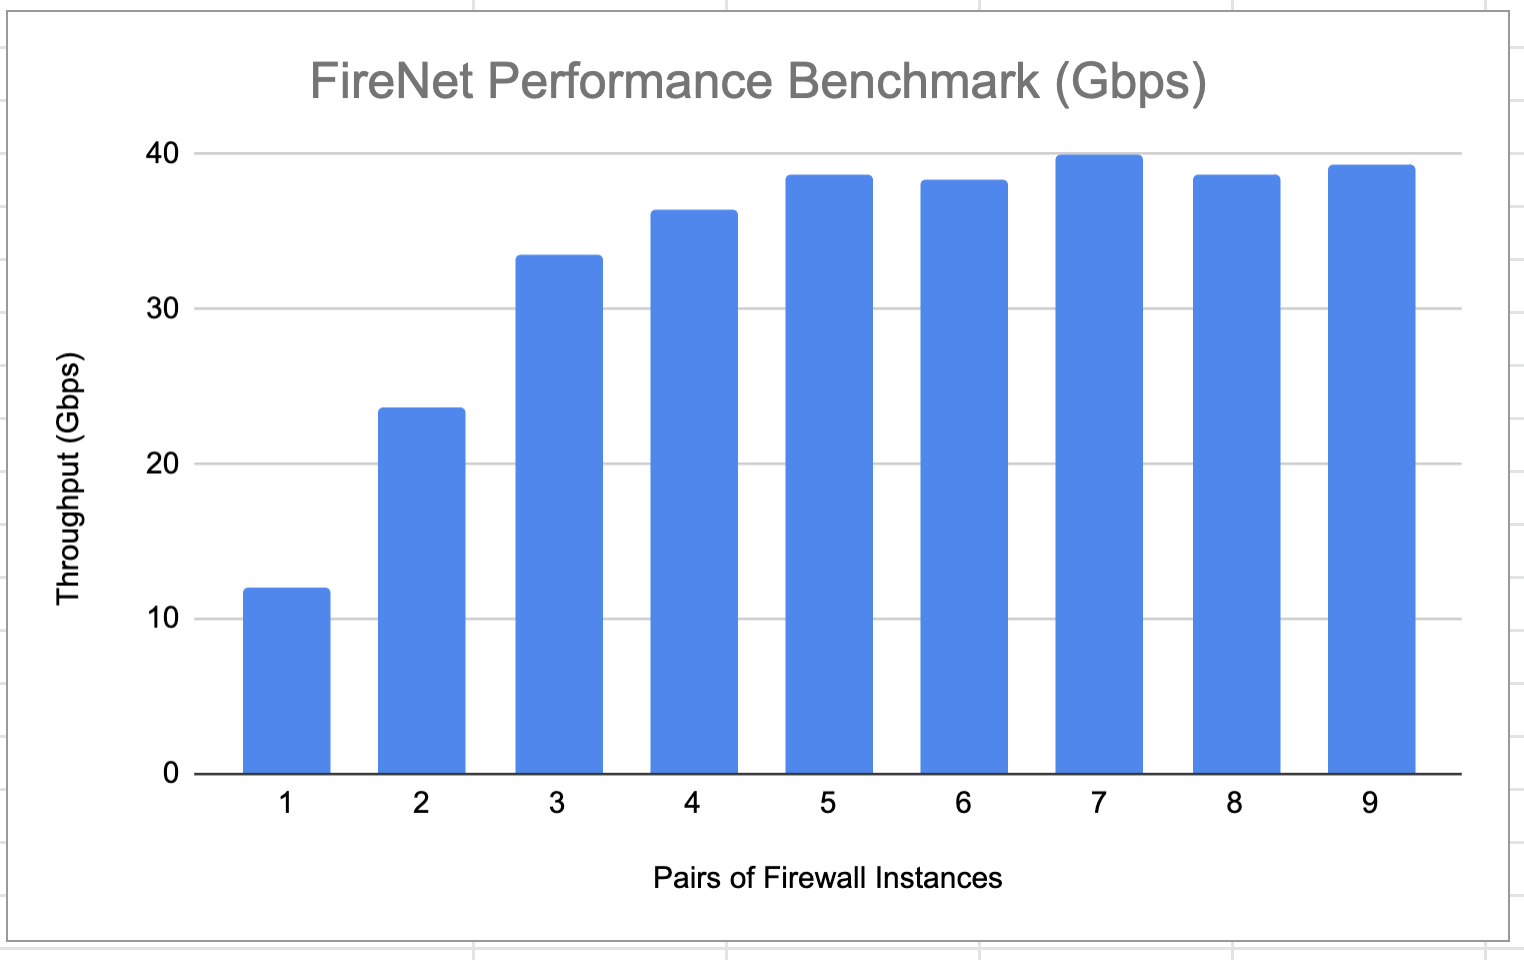 FireNet Performance Benchmark (Gbps)
40
30
20
10
0
Throughput (Gbps)
1 2 3 4 5 6 7 8 9
Pairs of Firewall Instances